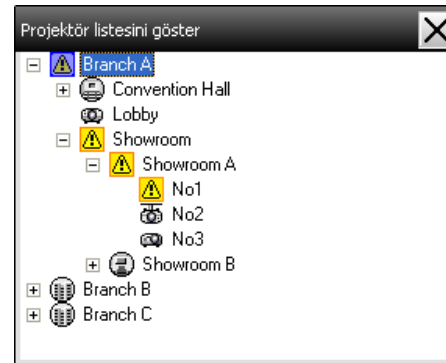 Projektör listesini göster
Branch A
Convention Hall
Lobby
Showroom
Showroom A
No1
No2
No3
Showroom B
Branch B
Branch C